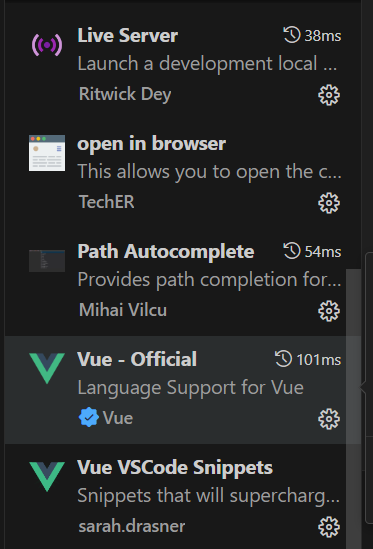 Live Server 38ms
Launch a development local ...
Ritwick Dey
open in browser
This allows you to open the c...
TechER
Path Autocomplete 54ms
Provides path completion for...
Mihai Vilcu
Vue - Official 101ms
Language Support for Vue
Vue
Vue VSCode Snippets
Snippets that will supercharg...
sarah.drasner